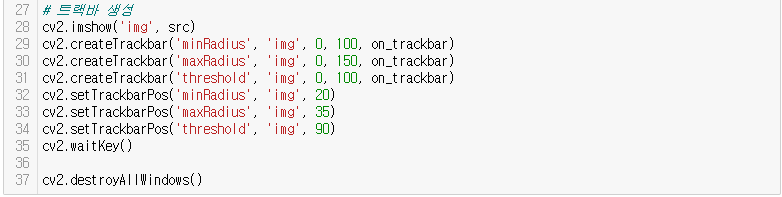 27 # 트랙바 생성
28 cv2.imshow('img', src)
29 cv2.createTrackbar('minRadius', 'img', 0, 100, on_trackbar)
30 cv2.createTrackbar('maxRadius', 'img', 0, 150, on_trackbar)
31 cv2.createTrackbar('threshold', 'img', 0, 100, on_trackbar)
32 cv2.setTrackbarPos('minRadius', 'img', 20)
33 cv2.setTrackbarPos('maxRadius', 'img', 35)
34 cv2.setTrackbarPos('threshold', 'img', 90)
35 cv2.waitKey()
36
37 cv2.destroyAllWindows()